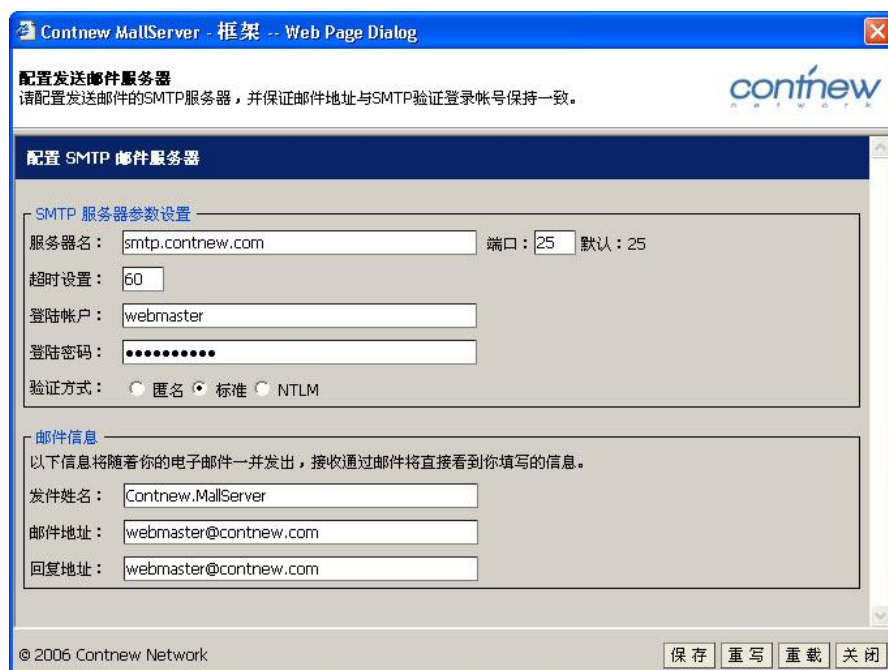 Contnew MallServer - 框架 -- Web Page Dialog
配置发送邮件服务器
请配置发送邮件的SMTP服务器，并保证邮件地址与SMTP验证登录帐号保持一致。
contnew
network
配置 SMTP 邮件服务器
SMTP 服务器参数设置
服务器名： smtp.contnew.com 端口： 25 默认：25
超时设置： 60
登陆帐户： webmaster
登陆密码： ●●●●●●●●●●
验证方式： 匿名 标准 NTLM
邮件信息
以下信息将随着你的电子邮件一并发出，接收通过邮件将直接看到你填写的信息。
发件姓名： Contnew.MallServer
邮件地址： webmaster@contnew.com
回复地址： webmaster@contnew.com
© 2006 Contnew Network 保存 重写 重载 关闭